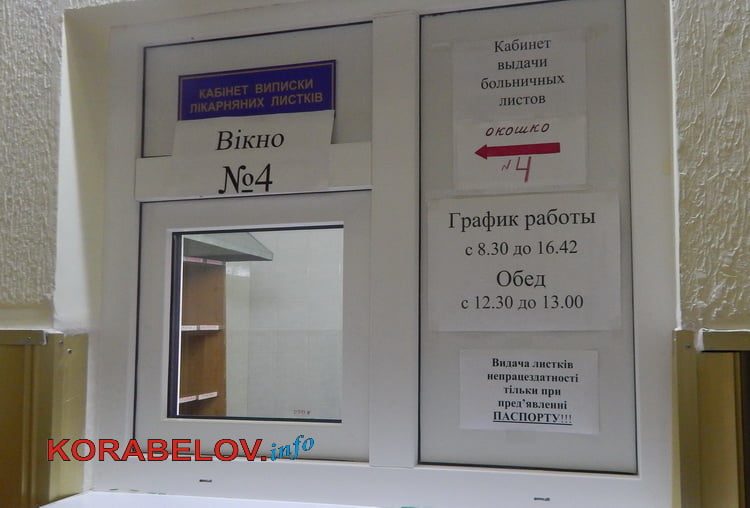 КАБІНЕТ ВИПИСКИ
ЛІКАРНЯНИХ ЛИСТКІВ
Вікно
№4
Кабинет
выдачи
больничных
листов
окошко
№4
График работы
с 8.30 до 16.42
Обед
с 12.30 до 13.00
Видача листків
непрацездатності
тільки при
пред’явленні
ПАСПОРТУ!!!
KORABELOV.info